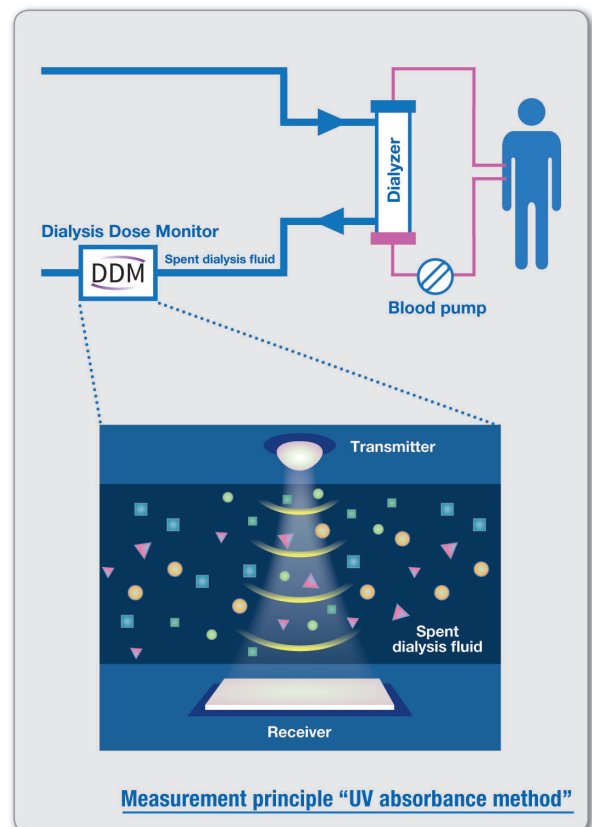 Dialyzer
Dialysis Dose Monitor
DDM
Spent dialysis fluid
Blood pump
Transmitter
Spent
dialysis fluid
Receiver
Measurement principle “UV absorbance method”